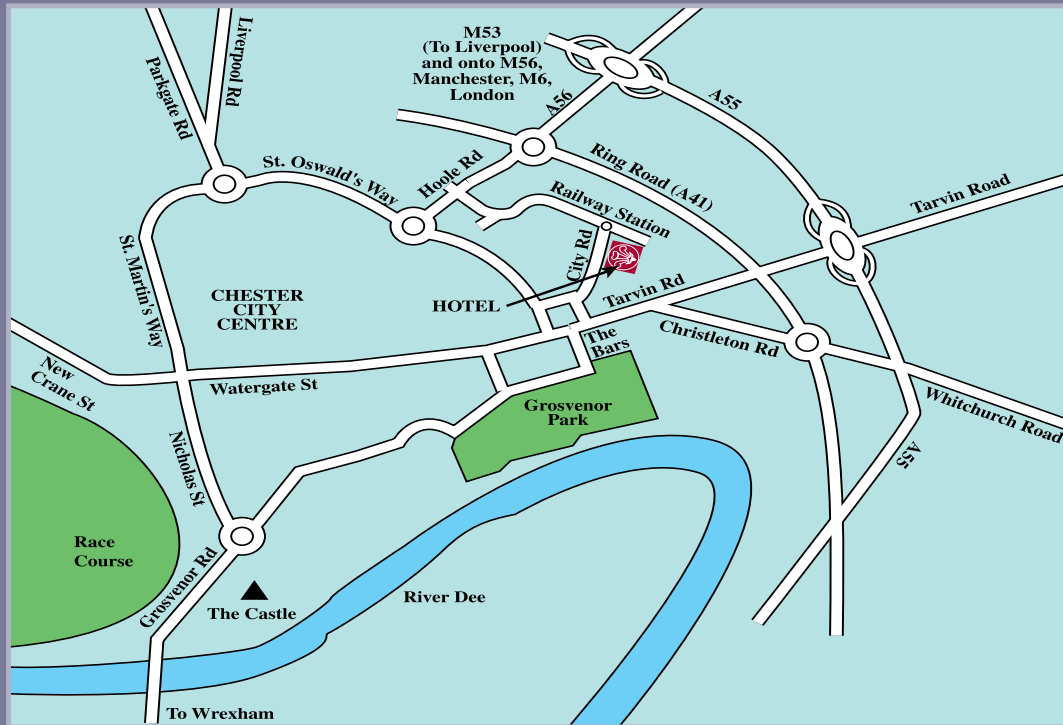 M53
(To Liverpool)
and onto M56,
Manchester, M6,
London
Liverpool Rd
Parkgate Rd
A56
A55
St. Oswald's Way
Hoole Rd
Ring Road (A41)
Railway Station
Tarvin Road
City Rd
St. Martin's Way
CHESTER
CITY
CENTRE
HOTEL
Tarvin Rd
The
Bars
Christleton Rd
New
Crane St
Watergate St
Grosvenor
Park
Whitchurch Road
Nicholas St
A55
Race
Course
Grosvenor Rd
The Castle
River Dee
To Wrexham